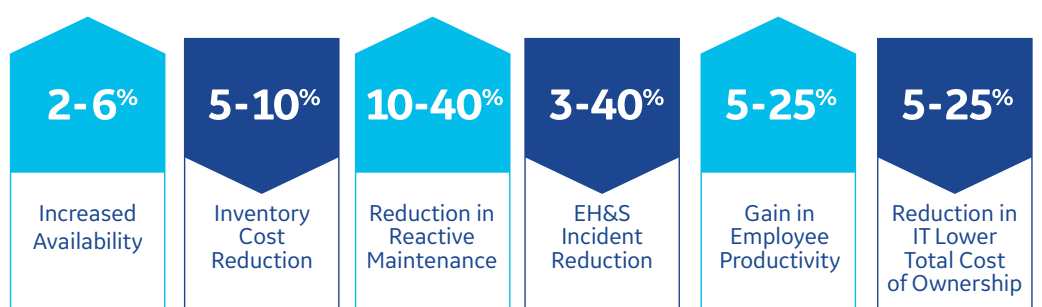 2-6%
Increased
Availability
5-10%
Inventory
Cost
Reduction
10-40%
Reduction in
Reactive
Maintenance
3-40%
EH&S
Incident
Reduction
5-25%
Gain in
Employee
Productivity
5-25%
Reduction in
IT Lower
Total Cost
of Ownership